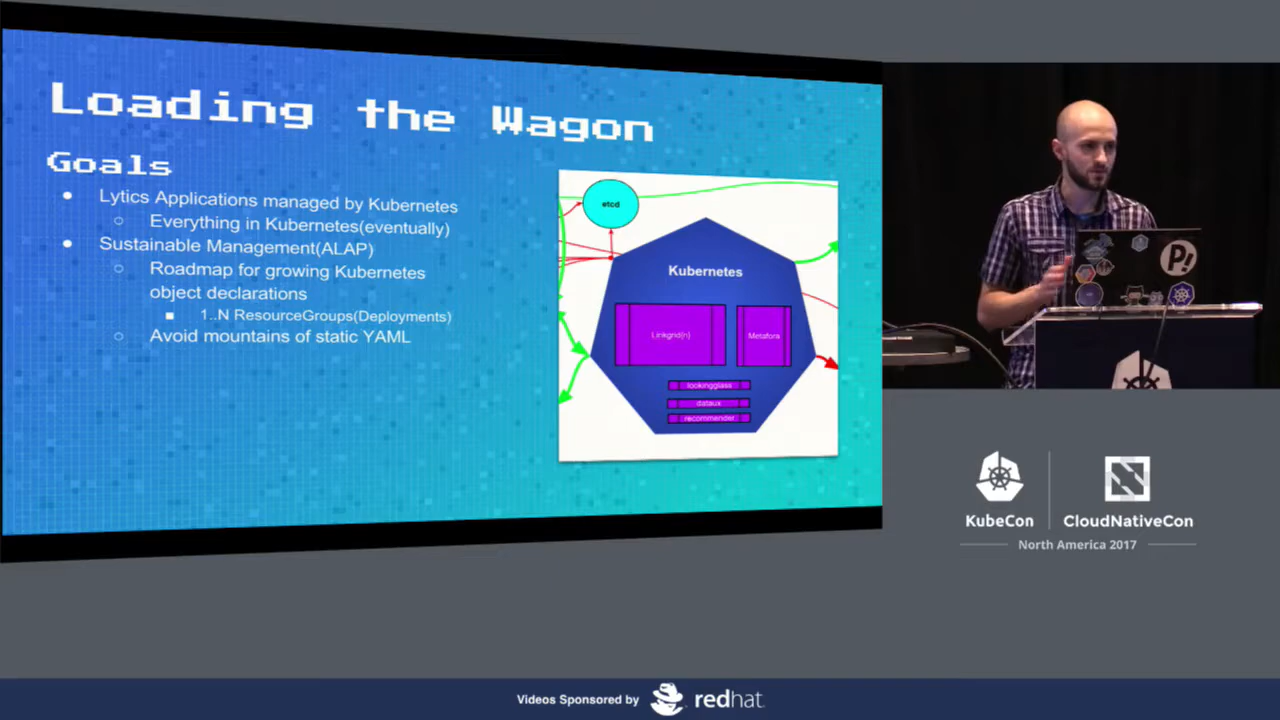 Loading the Wagon
Goals
Lytics Applications managed by Kubernetes
Everything in Kubernetes(eventually)
Sustainable Management(ALAP)
Roadmap for growing Kubernetes
object declarations
1..N ResourceGroups(Deployments)
Avoid mountains of static YAML
etcd
Kubernetes
Linkgrid{n}
Metafora
lookingglass
dataux
recommender
P!
KubeCon
CloudNativeCon
North America 2017
Videos Sponsored by
redhat.